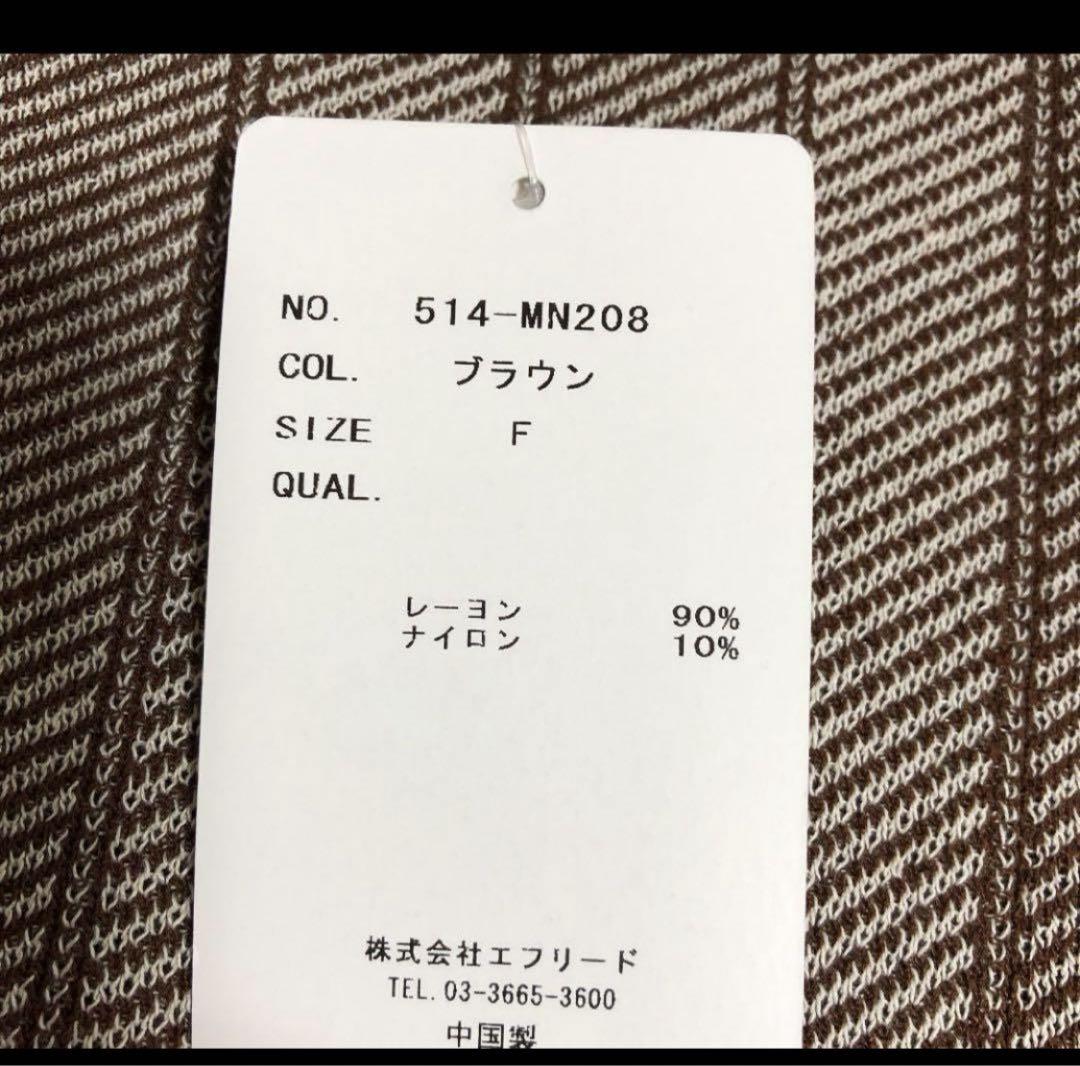 NO. 514-MN208
COL. ブラウン
SIZE F
QUAL.
レーヨン 90%
ナイロン 10%
株式会社エフリード
TEL. 03-3665-3600
中国製